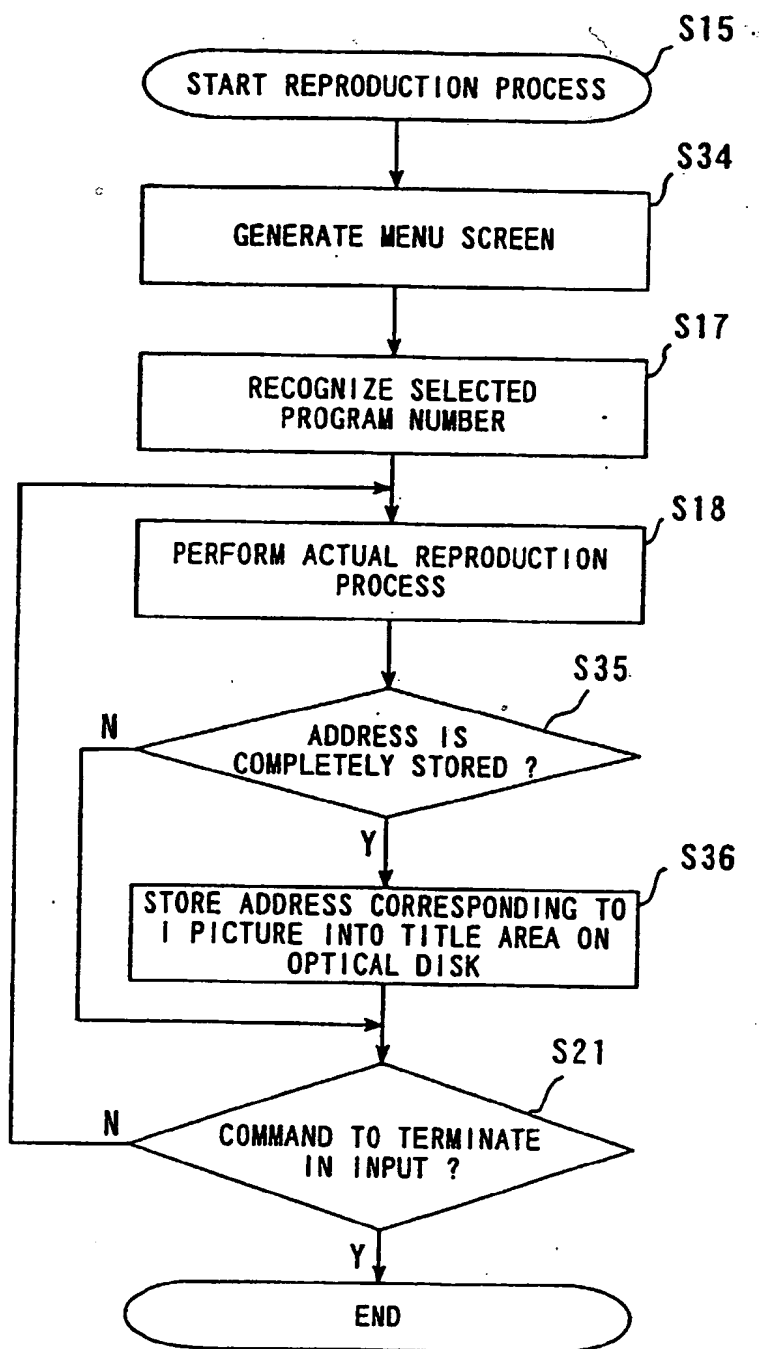 S15
START REPRODUCTION PROCESS
S34
GENERATE MENU SCREEN
S17
RECOGNIZE SELECTED
PROGRAM NUMBER
S18
PERFORM ACTUAL REPRODUCTION
PROCESS
S35
N
ADDRESS IS
COMPLETELY STORED ?
Y
S36
STORE ADDRESS CORRESPONDING TO
I PICTURE INTO TITLE AREA ON
OPTICAL DISK
S21
N
COMMAND TO TERMINATE
IN INPUT ?
Y
END